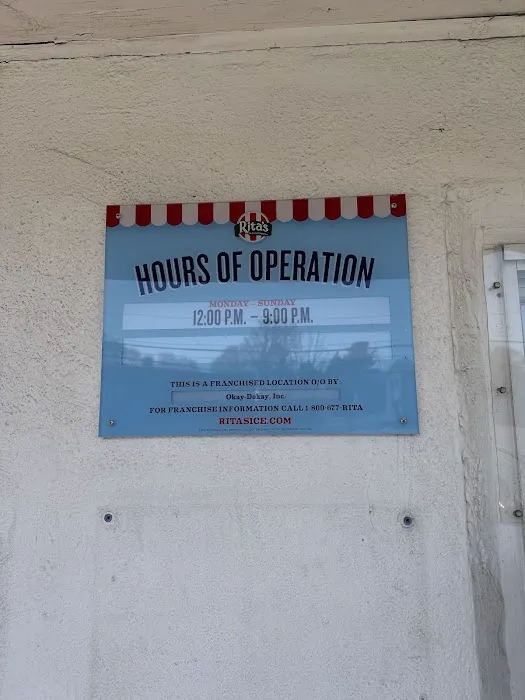 Rita's
HOURS OF OPERATION
MONDAY - SUNDAY
12:00 P.M. - 9:00 P.M.
THIS IS A FRANCHISED LOCATION O/O BY
Okay-Dokay, Inc.
FOR FRANCHISE INFORMATION CALL 1-800-677-RITA
RITASICE.COM